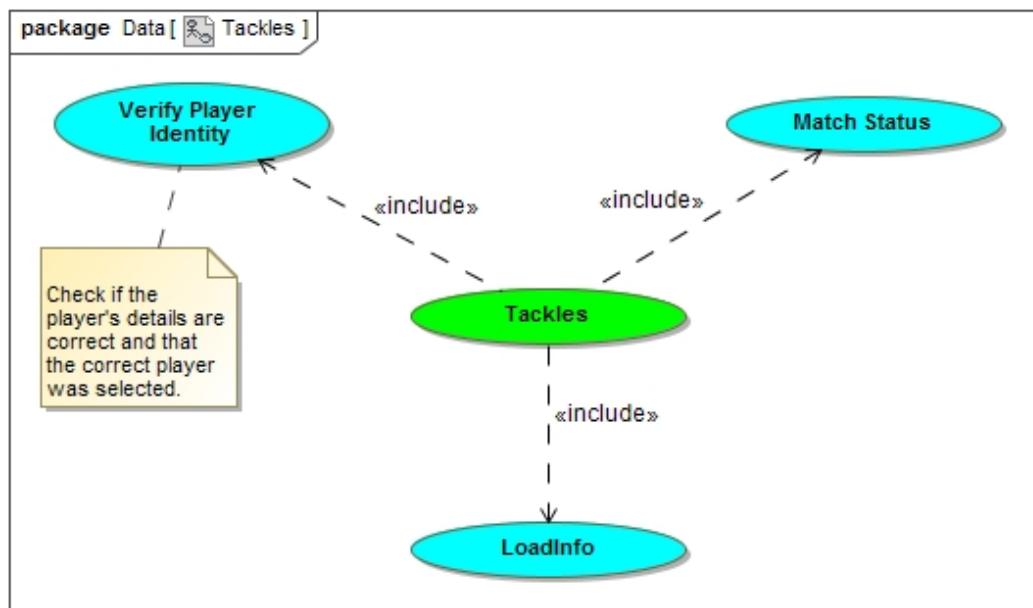 package Data [ Tackles ]
Verify Player
Identity
Match Status
«include»
«include»
Check if the
player's details are
correct and that
the correct player
was selected.
Tackles
«include»
LoadInfo